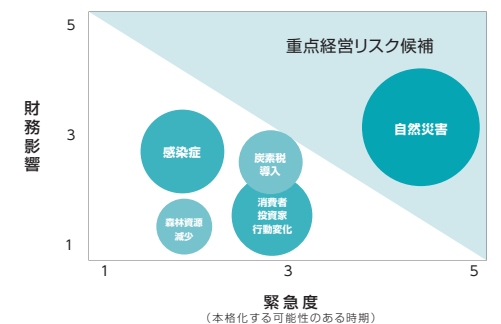 5
重点経営リスク候補
自然災害
財務影響
3
感染症
炭素税
導入
消費者
投資家
行動変化
森林資源
減少
1
1
3
5
緊急度
（本格化する可能性のある時期）